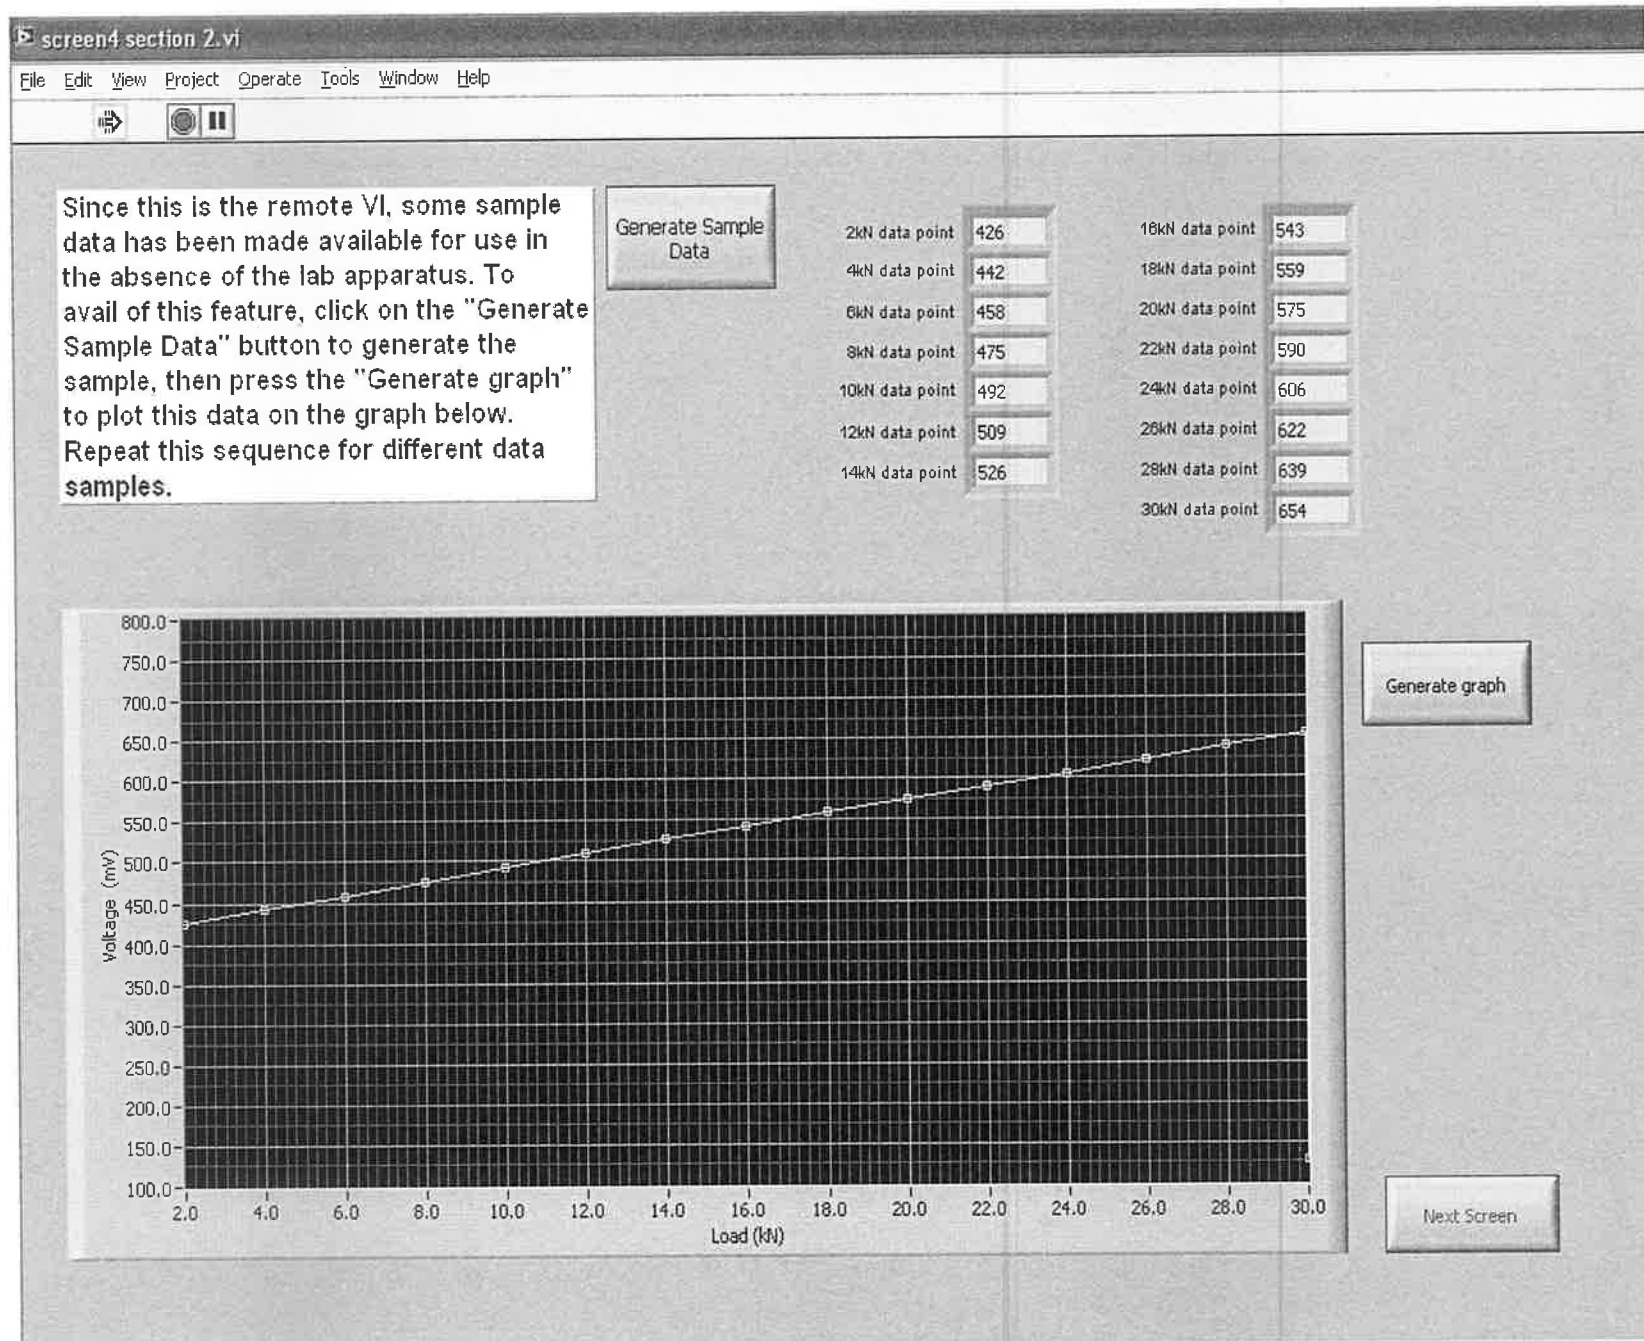 screen4 section 2.vi
File Edit View Project Operate Tools Window Help
Since this is the remote VI, some sample
data has been made available for use in
the absence of the lab apparatus. To
avail of this feature, click on the "Generate
Sample Data" button to generate the
sample, then press the "Generate graph"
to plot this data on the graph below.
Repeat this sequence for different data
samples.
Generate Sample
Data
2kN data point 426
4kN data point 442
6kN data point 458
8kN data point 475
10kN data point 492
12kN data point 509
14kN data point 526
16kN data point 543
18kN data point 559
20kN data point 575
22kN data point 590
24kN data point 606
26kN data point 622
28kN data point 639
30kN data point 654
800.0
750.0
700.0
650.0
600.0
550.0
500.0
450.0
400.0
350.0
300.0
250.0
200.0
150.0
100.0
Voltage (mV)
2.0 4.0 6.0 8.0 10.0 12.0 14.0 16.0 18.0 20.0 22.0 24.0 26.0 28.0 30.0
Load (kN)
Generate graph
Next Screen